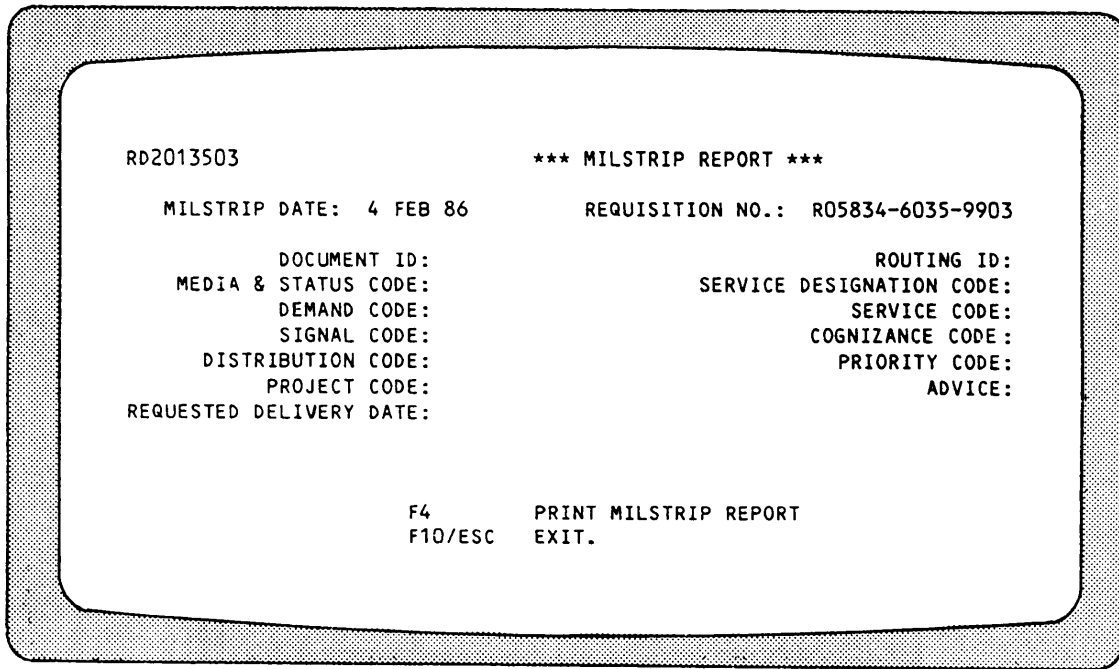 RD2013503 *** MILSTRIP REPORT ***
MILSTRIP DATE: 4 FEB 86 REQUISITION NO.: R05834-6035-9903
DOCUMENT ID: ROUTING ID:
MEDIA & STATUS CODE: SERVICE DESIGNATION CODE:
DEMAND CODE: SERVICE CODE:
SIGNAL CODE: COGNIZANCE CODE:
DISTRIBUTION CODE: PRIORITY CODE:
PROJECT CODE: ADVICE:
REQUESTED DELIVERY DATE:
F4 PRINT MILSTRIP REPORT
F10/ESC EXIT.